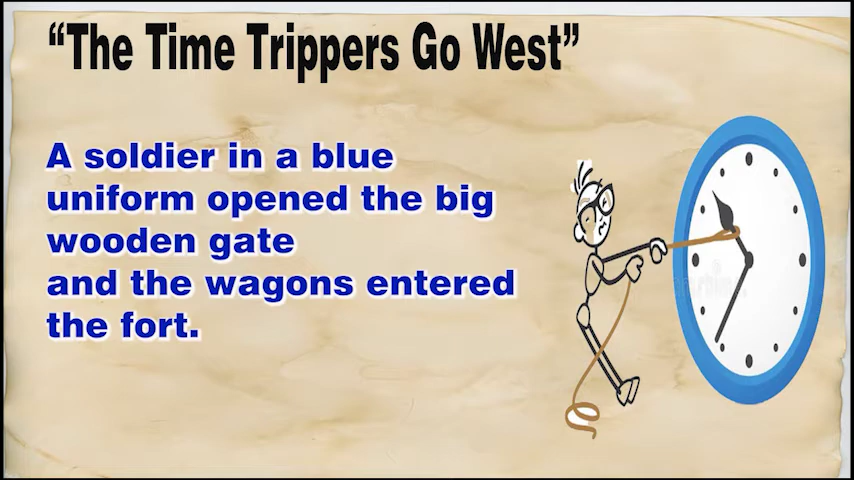 “The Time Trippers Go West”
A soldier in a blue
uniform opened the big
wooden gate
and the wagons entered
the fort.